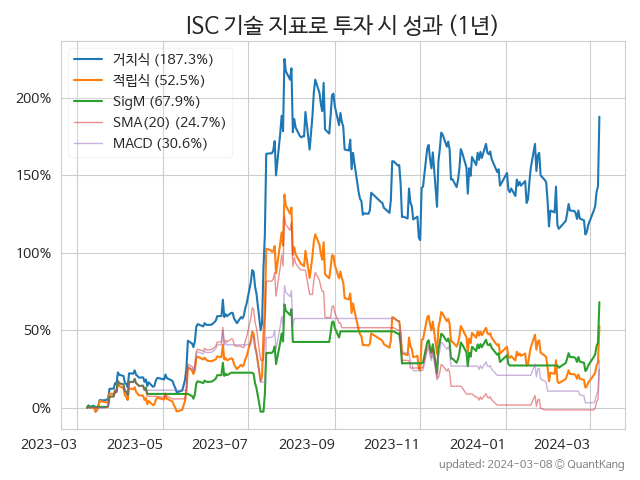 ISC 기술 지표로 투자 시 성과 (1년)
거치식 (187.3%)
적립식 (52.5%)
SigM (67.9%)
SMA(20) (24.7%)
MACD (30.6%)
200%
150%
100%
50%
0%
2023-03 2023-05 2023-07 2023-09 2023-11 2024-01 2024-03
updated: 2024-03-08 © QuantKang